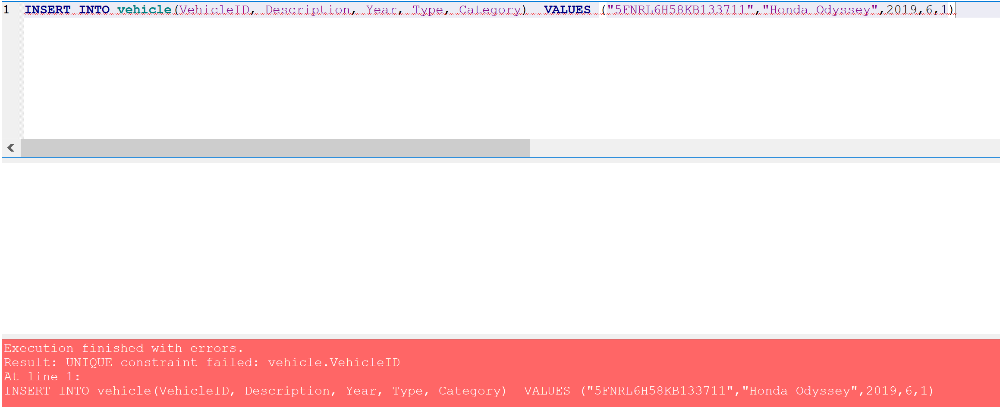 1 INSERT INTO vehicle(VehicleID, Description, Year, Type, Category)  VALUES ("5FNRL6H58KB133711","Honda Odyssey",2019,6,1)
Execution finished with errors.
Result: UNIQUE constraint failed: vehicle.VehicleID
At line 1:
INSERT INTO vehicle(VehicleID, Description, Year, Type, Category)  VALUES ("5FNRL6H58KB133711","Honda Odyssey",2019,6,1)